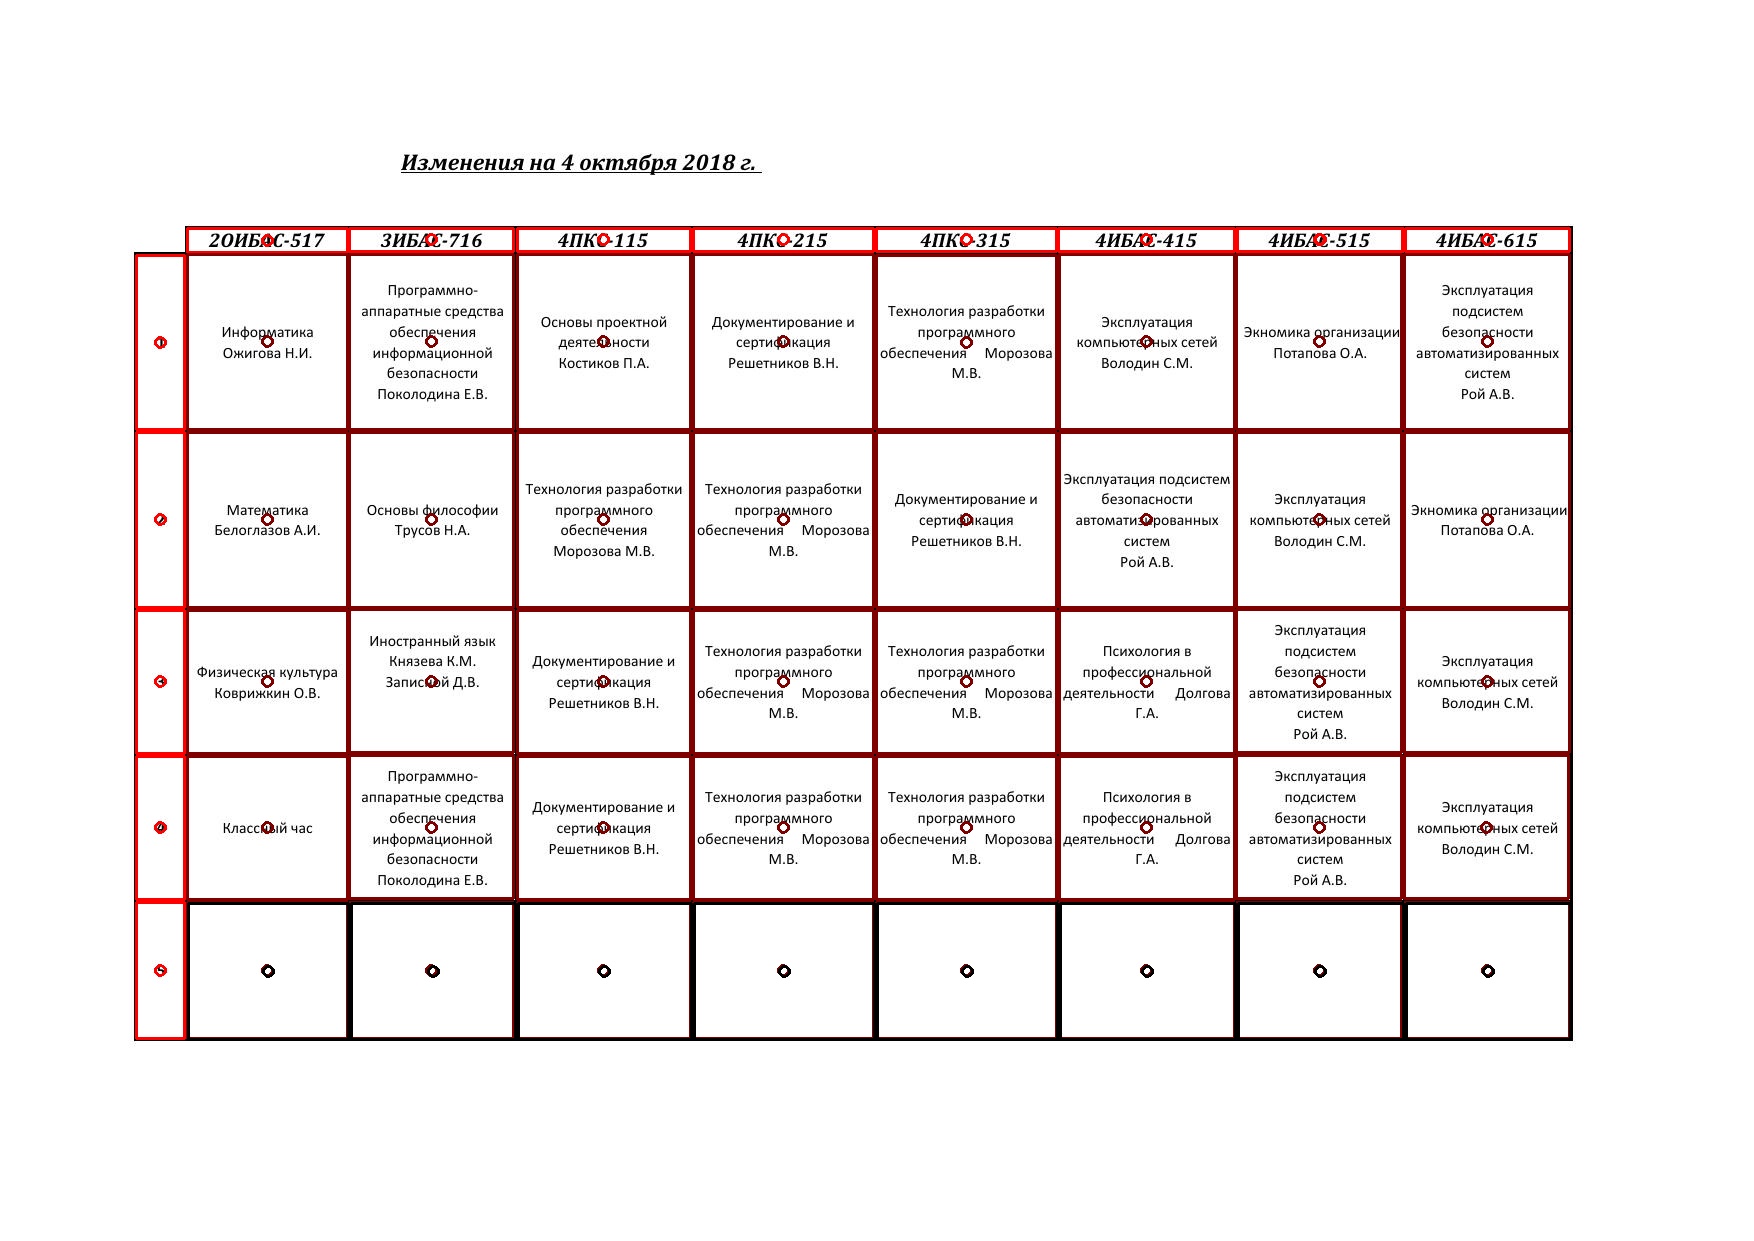 Изменения на 4 октября 2018 г.
2ОИБАС-517 3ИБАС-716 4ПКС-115 4ПКС-215 4ПКС-315 4ИБАС-415 4ИБАС-515 4ИБАС-615
Информатика
Ожигова Н.И.
Программно-
аппаратные средства
обеспечения
информационной
безопасности
Поколодина Е.В.
Основы проектной
деятельности
Костиков П.А.
Документирование и
сертификация
Решетников В.Н.
Технология разработки
программного
обеспечения Морозова
М.В.
Эксплуатация
компьютерных сетей
Володин С.М.
Экномика организации
Потапова О.А.
Эксплуатация
подсистем
безопасности
автоматизированных
систем
Рой А.В.
Математика
Белоглазов А.И.
Основы философии
Трусов Н.А.
Технология разработки
программного
обеспечения
Морозова М.В.
Технология разработки
программного
обеспечения Морозова
М.В.
Документирование и
сертификация
Решетников В.Н.
Эксплуатация подсистем
безопасности
автоматизированных
систем
Рой А.В.
Эксплуатация
компьютерных сетей
Володин С.М.
Экномика организации
Потапова О.А.
Физическая культура
Коврижкин О.В.
Иностранный язык
Князева К.М.
Записной Д.В.
Документирование и
сертификация
Решетников В.Н.
Технология разработки
программного
обеспечения Морозова
М.В.
Технология разработки
программного
обеспечения Морозова
М.В.
Психология в
профессиональной
деятельности Долгова
Г.А.
Эксплуатация
подсистем
безопасности
автоматизированных
систем
Рой А.В.
Эксплуатация
компьютерных сетей
Володин С.М.
Классный час
Программно-
аппаратные средства
обеспечения
информационной
безопасности
Поколодина Е.В.
Документирование и
сертификация
Решетников В.Н.
Технология разработки
программного
обеспечения Морозова
М.В.
Технология разработки
программного
обеспечения Морозова
М.В.
Психология в
профессиональной
деятельности Долгова
Г.А.
Эксплуатация
подсистем
безопасности
автоматизированных
систем
Рой А.В.
Эксплуатация
компьютерных сетей
Володин С.М.